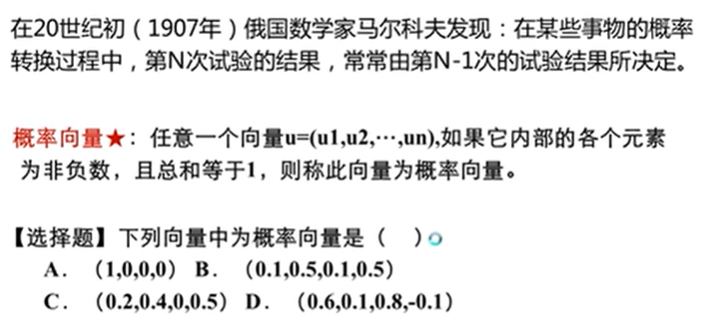 在20世纪初（1907年）俄国数学家马尔科夫发现：在某些事物的概率
转换过程中，第N次试验的结果，常常由第N-1次的试验结果所决定。
概率向量★：任意一个向量u=(u1,u2,…,un),如果它内部的各个元素
为非负数，且总和等于1，则称此向量为概率向量。
【选择题】下列向量中为概率向量是（ ）。
A．（1,0,0,0） B．（0.1,0.5,0.1,0.5）
C．（0.2,0.4,0,0.5） D．（0.6,0.1,0.8,-0.1）